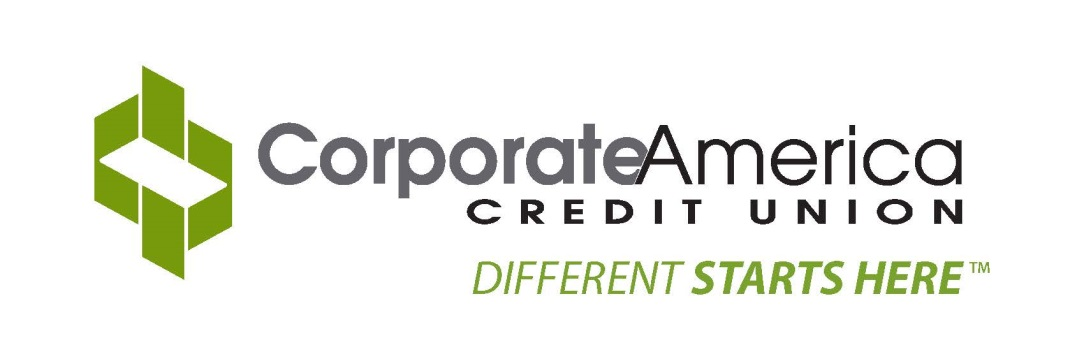 CorporateAmerica
CREDIT UNION
DIFFERENT STARTS HERE™